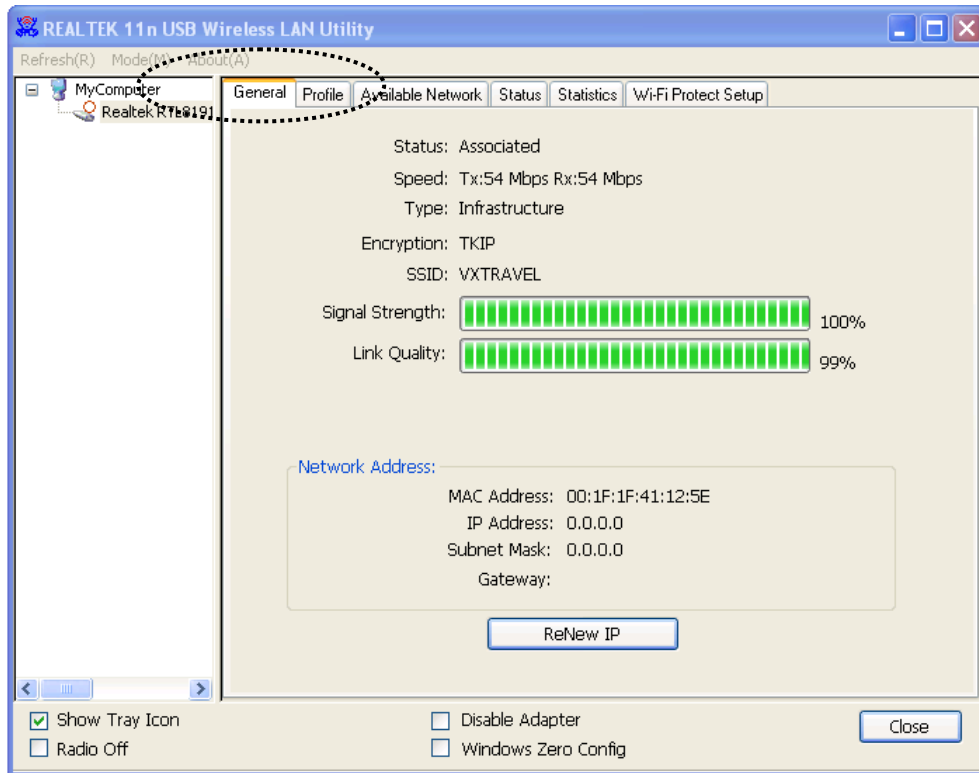 REALTEK 11n USB Wireless LAN Utility
Refresh(R) Mode(M) About(A)
MyComputer
Realtek RTL8191
General Profile Available Network Status Statistics Wi-Fi Protect Setup
Status: Associated
Speed: Tx:54 Mbps Rx:54 Mbps
Type: Infrastructure
Encryption: TKIP
SSID: VXTRAVEL
Signal Strength: 100%
Link Quality: 99%
Network Address:
MAC Address: 00:1F:1F:41:12:5E
IP Address: 0.0.0.0
Subnet Mask: 0.0.0.0
Gateway:
ReNew IP
Show Tray Icon
Radio Off
Disable Adapter
Windows Zero Config
Close